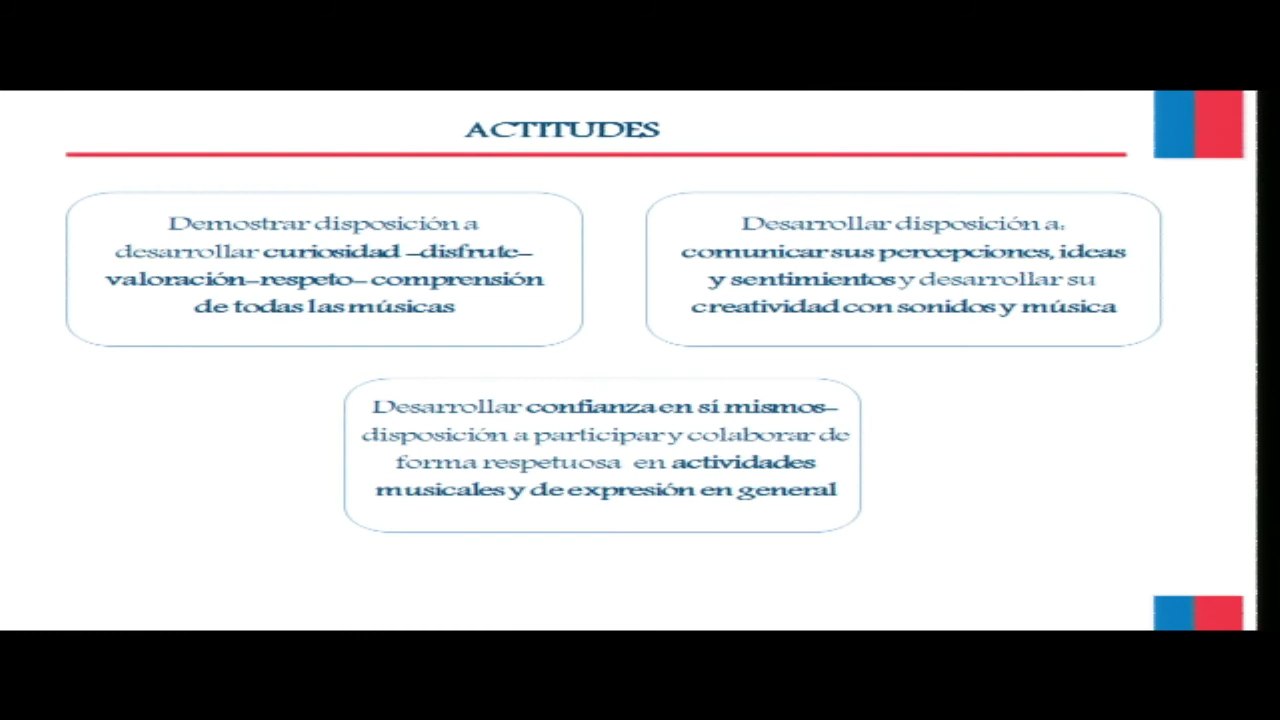 ACTITUDES
Demostrar disposición a
desarrollar curiosidad -disfrute-
valoración-respeto- comprensión
de todas las músicas
Desarrollar disposición a:
comunicar sus percepciones, ideas
y sentimientos y desarrollar su
creatividad con sonidos y música
Desarrollar confianza en sí mismos-
disposición a participar y colaborar de
forma respetuosa en actividades
musicales y de expresión en general